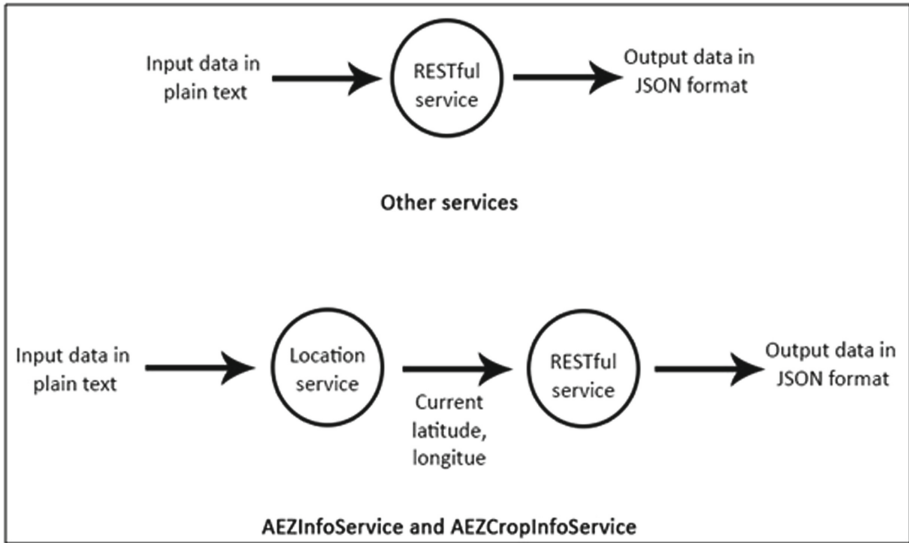 Input data in
plain text
RESTful
service
Output data in
JSON format
Other services
Input data in
plain text
Location
service
Current
latitude,
longitue
RESTful
service
Output data in
JSON format
AEZInfoService and AEZCropInfoService